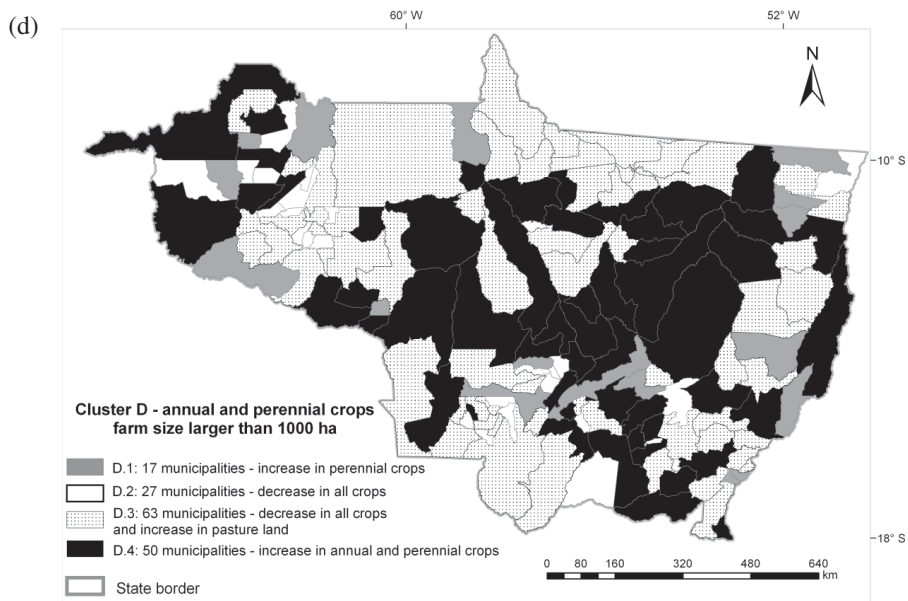 (d)
60° W
52° W
N
10° S
Cluster D - annual and perennial crops
farm size larger than 1000 ha
D.1: 17 municipalities - increase in perennial crops
D.2: 27 municipalities - decrease in all crops
D.3: 63 municipalities - decrease in all crops
and increase in pasture land
D.4: 50 municipalities - increase in annual and perennial crops
State border
18° S
0 80 160 320 480 640
km